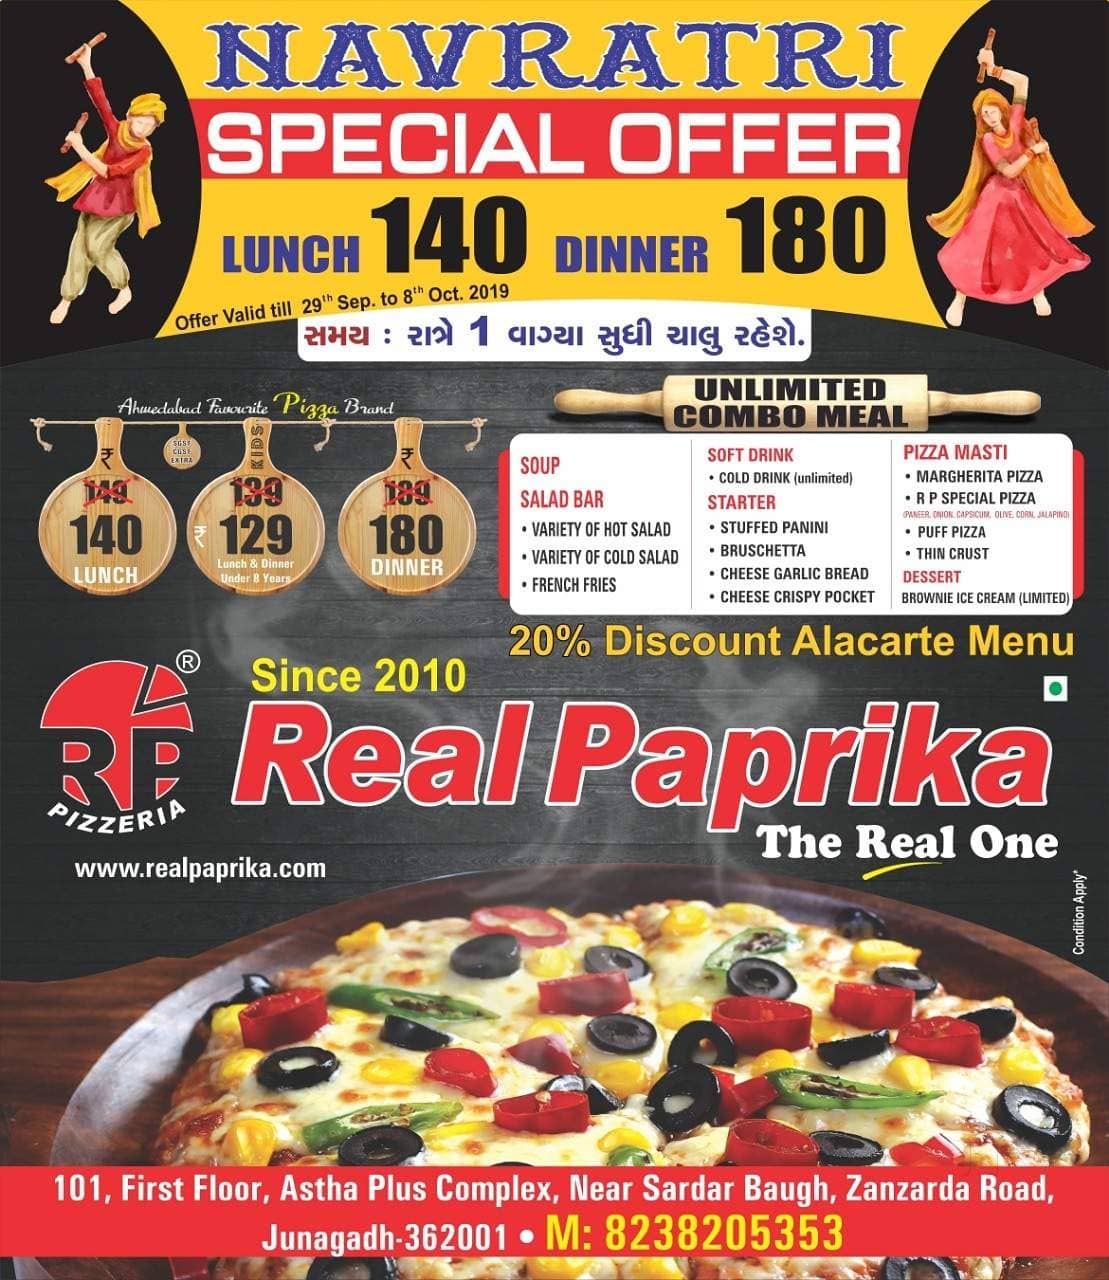 NAVRATRI
SPECIAL OFFER
LUNCH 140 DINNER 180
Offer Valid till 29th Sep. to 8th Oct. 2019
સમય : રાત્રે 1 વાગ્યા સુધી ચાલુ રહેશે.
Ahmedabad Favourite Pizza Brand
SGST
CGST
EXTRA
₹
149
140
LUNCH
KIDS
139
₹ 129
Lunch & Dinner
Under 8 Years
₹
180
DINNER
UNLIMITED
COMBO MEAL
SOUP
SALAD BAR
• VARIETY OF HOT SALAD
• VARIETY OF COLD SALAD
• FRENCH FRIES
SOFT DRINK
• COLD DRINK (unlimited)
STARTER
• STUFFED PANINI
• BRUSCHETTA
• CHEESE GARLIC BREAD
• CHEESE CRISPY POCKET
PIZZA MASTI
• MARGHERITA PIZZA
• R P SPECIAL PIZZA
(PANEER, ONION, CAPSICUM, OLIVE, CORN, JALAPINO)
• PUFF PIZZA
• THIN CRUST
DESSERT
BROWNIE ICE CREAM (LIMITED)
20% Discount Alacarte Menu
Since 2010
®
RP
PIZZERIA
Real Paprika
The Real One
www.realpaprika.com
Condition Apply*
101, First Floor, Astha Plus Complex, Near Sardar Baugh, Zanzarda Road,
Junagadh-362001 • M: 8238205353